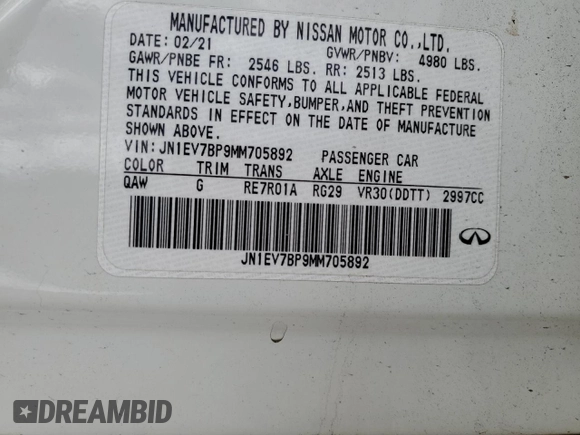 MANUFACTURED BY NISSAN MOTOR CO.,LTD.
DATE: 02/21 GVWR/PNBV: 4980 LBS.
GAWR/PNBE FR: 2546 LBS. RR: 2513 LBS.
THIS VEHICLE CONFORMS TO ALL APPLICABLE FEDERAL
MOTOR VEHICLE SAFETY,BUMPER,AND THEFT PREVENTION
STANDARDS IN EFFECT ON THE DATE OF MANUFACTURE
SHOWN ABOVE.
VIN:JN1EV7BP9MM705892 PASSENGER CAR
COLOR TRIM TRANS AXLE ENGINE
QAW G RE7R01A RG29 VR30(DDTT) 2997CC
JN1EV7BP9MM705892
DREAMBID